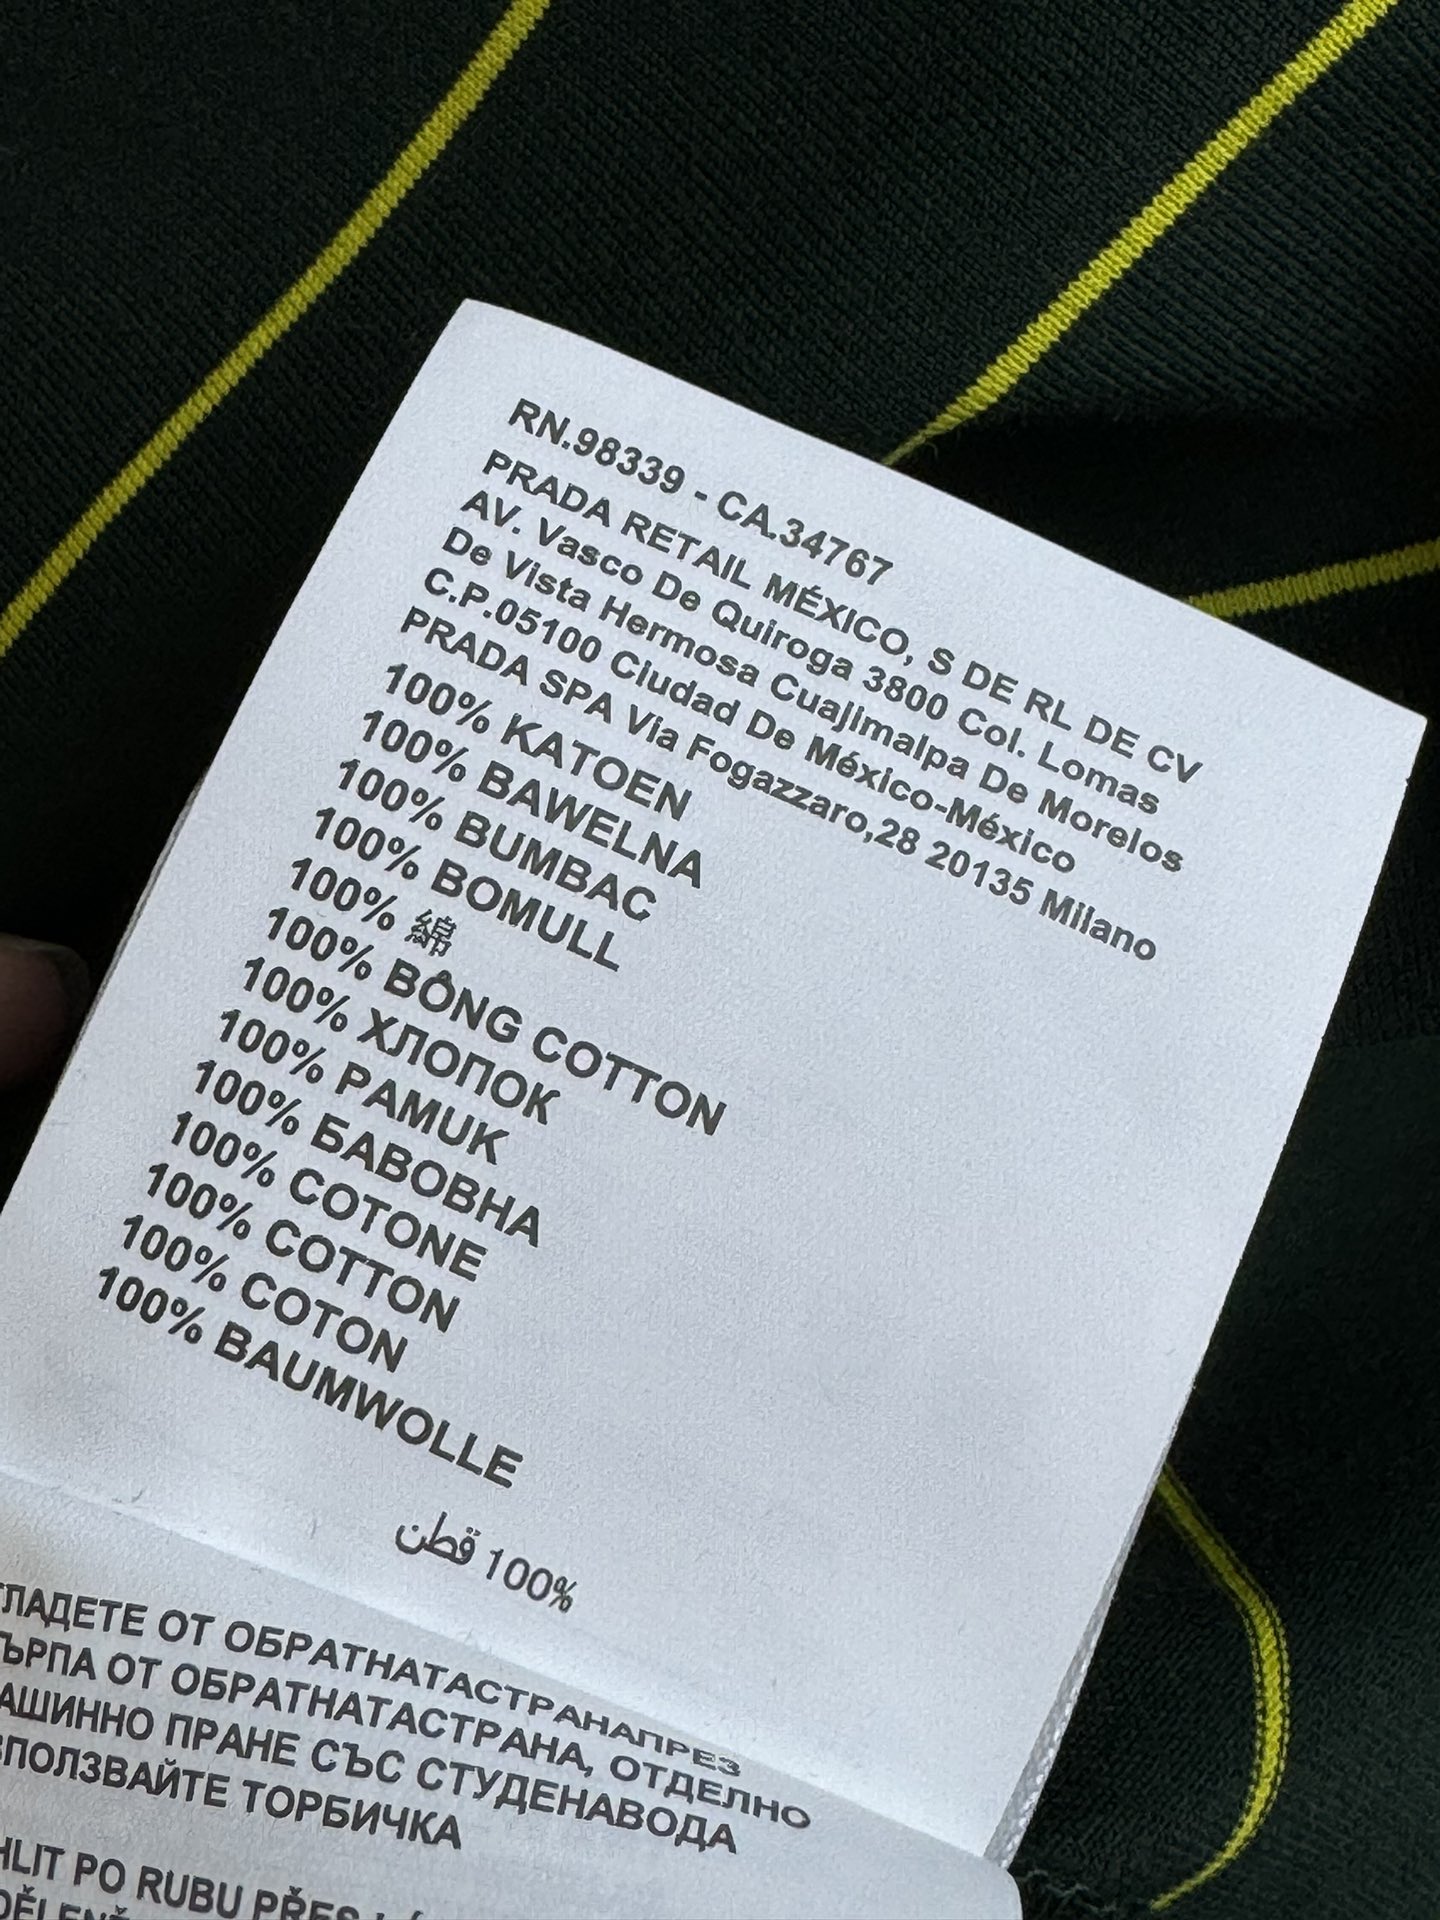 RN.98339 - CA.34767
PRADA RETAIL MÉXICO, S DE RL DE CV
AV. Vasco De Quiroga 3800 Col. Lomas
De Vista Hermosa Cuajimalpa De Morelos
C.P.05100 Ciudad De México-México
PRADA SPA Via Fogazzaro,28 20135 Milano
100% KATOEN
100% BAWELNA
100% BUMBAC
100% BOMULL
100% 綿
100% BÔNG COTTON
100% ХЛОПОК
100% PAMUK
100% БАВОВНА
100% COTONE
100% COTTON
100% COTON
100% BAUMWOLLE
100% قطن
ГЛАДЕТЕ ОТ ОБРАТНАТАСТРАНАПРЕЗ
ОТ ОБРАТНАТАСТРАНА, ОТДЕЛНО
ПРАНЕ СЪС СТУДЕНАВОДА
ТОРБИЧКА
PO RUBU PŘES